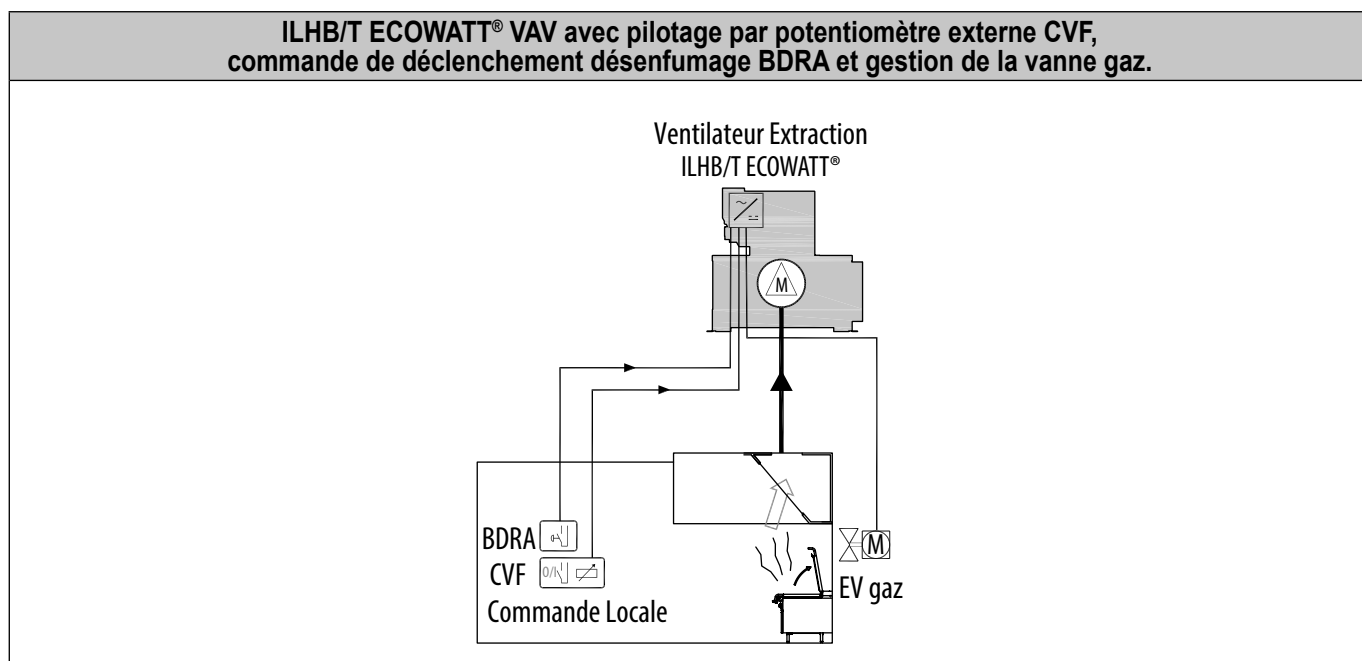 ILHB/T ECOWATT® VAV avec pilotage par potentiomètre externe CVF,
commande de déclenchement désenfumage BDRA et gestion de la vanne gaz.
Ventilateur Extraction
ILHB/T ECOWATT®
M
BDRA
CVF
0/I
Commande Locale
M
EV gaz